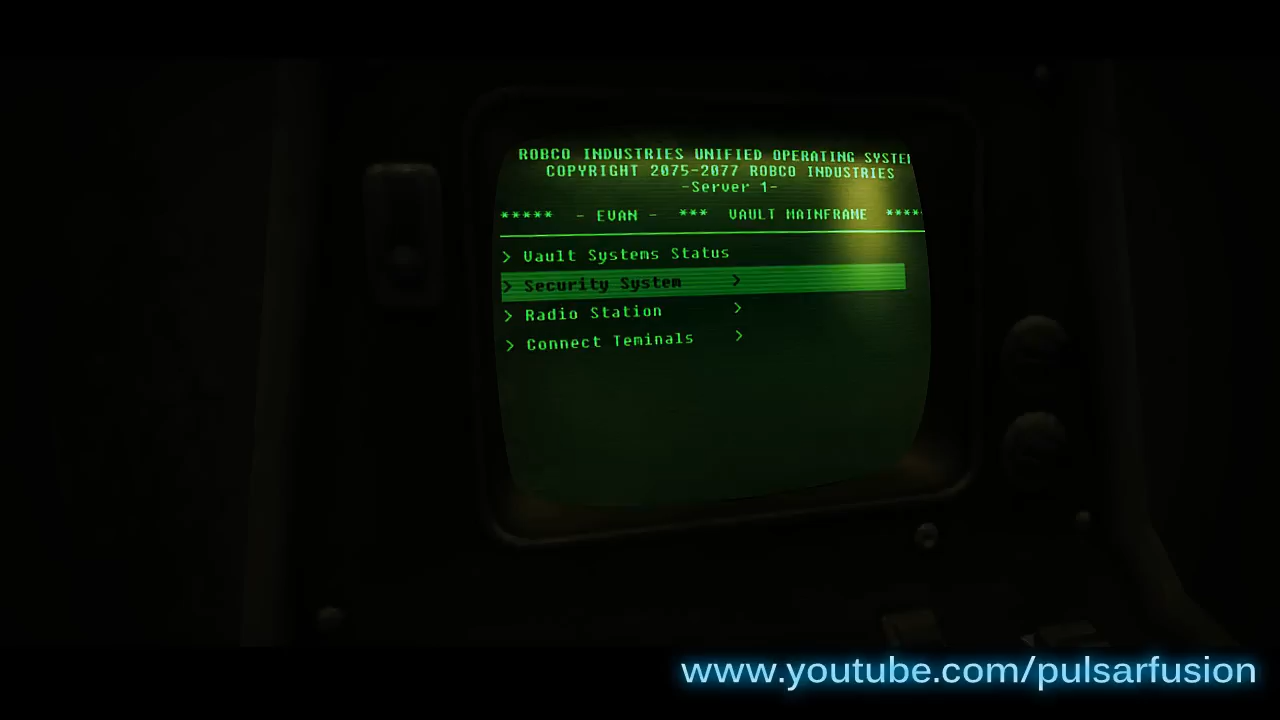 ROBCO INDUSTRIES UNIFIED OPERATING SYSTEM
COPYRIGHT 2075-2077 ROBCO INDUSTRIES
-Server 1-
***** - EVAN - *** VAULT MAINFRAME ****
> Vault Systems Status
> Security System >
> Radio Station >
> Connect Teminals >
www.youtube.com/pulsarfusion